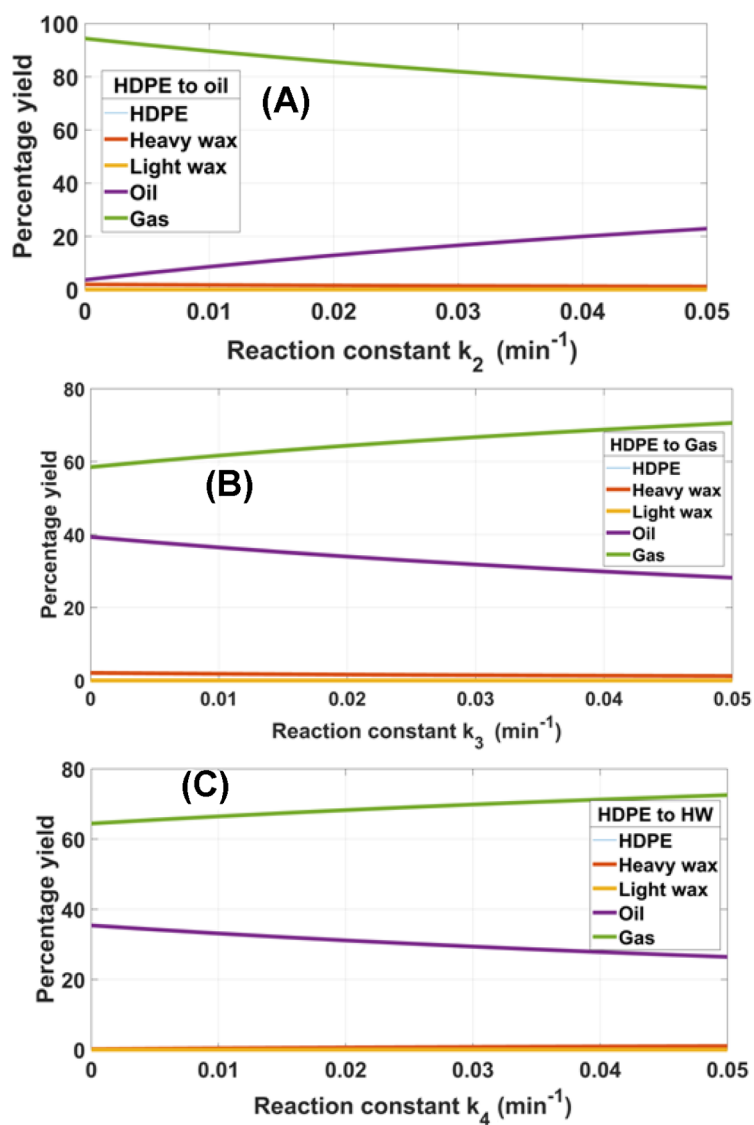 100
80
60
40
20
0
Percentage yield
HDPE to oil
HDPE
Heavy wax
Light wax
Oil
Gas
(A)
0 0.01 0.02 0.03 0.04 0.05
Reaction constant k₂ (min⁻¹)
80
60
40
20
0
Percentage yield
(B)
HDPE to Gas
HDPE
Heavy wax
Light wax
Oil
Gas
0 0.01 0.02 0.03 0.04 0.05
Reaction constant k₃ (min⁻¹)
80
60
40
20
0
Percentage yield
(C)
HDPE to HW
HDPE
Heavy wax
Light wax
Oil
Gas
0 0.01 0.02 0.03 0.04 0.05
Reaction constant k₄ (min⁻¹)